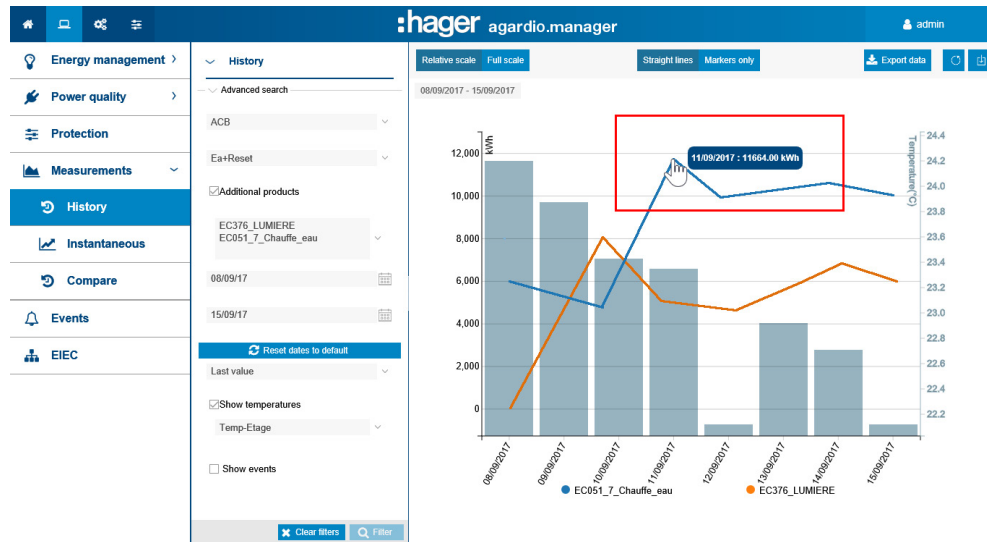 :hager agardio.manager
admin
Energy management
Power quality
Protection
Measurements
History
Instantaneous
Compare
Events
EIEC
History
Advanced search
ACB
Ea+Reset
Additional products
EC376_LUMIERE
EC051_7_Chauffe_eau
08/09/17
15/09/17
Reset dates to default
Last value
Show temperatures
Temp-Etage
Show events
Clear filters
Filter
Relative scale Full scale
Straight lines Markers only
Export data
08/09/2017 - 15/09/2017
kWh
12,000
10,000
8,000
6,000
4,000
2,000
0
11/09/2017 : 11664.00 kWh
Temperature(°C)
24.4
24.2
24.0
23.8
23.6
23.4
23.2
23.0
22.8
22.6
22.4
22.2
08/09/2017
09/09/2017
10/09/2017
11/09/2017
12/09/2017
13/09/2017
14/09/2017
15/09/2017
EC051_7_Chauffe_eau
EC376_LUMIERE